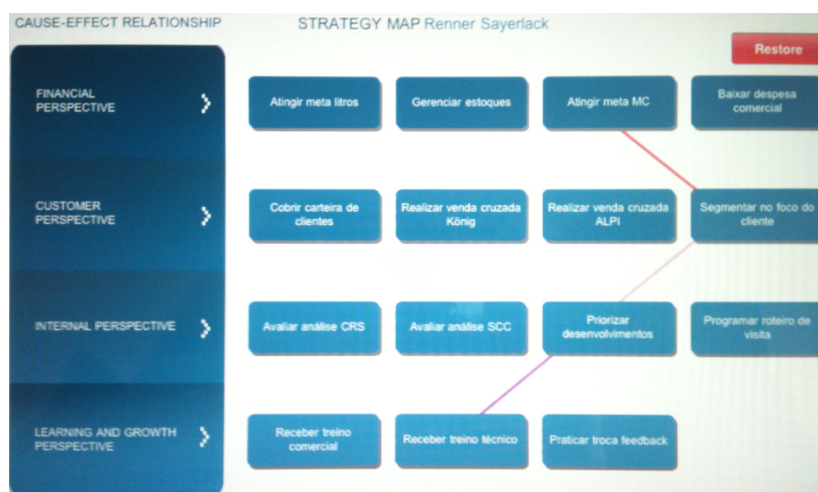 CAUSE-EFFECT RELATIONSHIP
STRATEGY MAP Renner Sayerlack
Restore
FINANCIAL
PERSPECTIVE
Atingir meta litros
Gerenciar estoques
Atingir meta MC
Baixar despesa
comercial
CUSTOMER
PERSPECTIVE
Cobrir carteira de
clientes
Realizar venda cruzada
König
Realizar venda cruzada
ALPI
Segmentar no foco do
cliente
INTERNAL PERSPECTIVE
Avaliar análise CRS
Avaliar análise SCC
Priorizar
desenvolvimentos
Programar roteiro de
visita
LEARNING AND GROWTH
PERSPECTIVE
Receber treino
comercial
Receber treino técnico
Praticar troca feedback